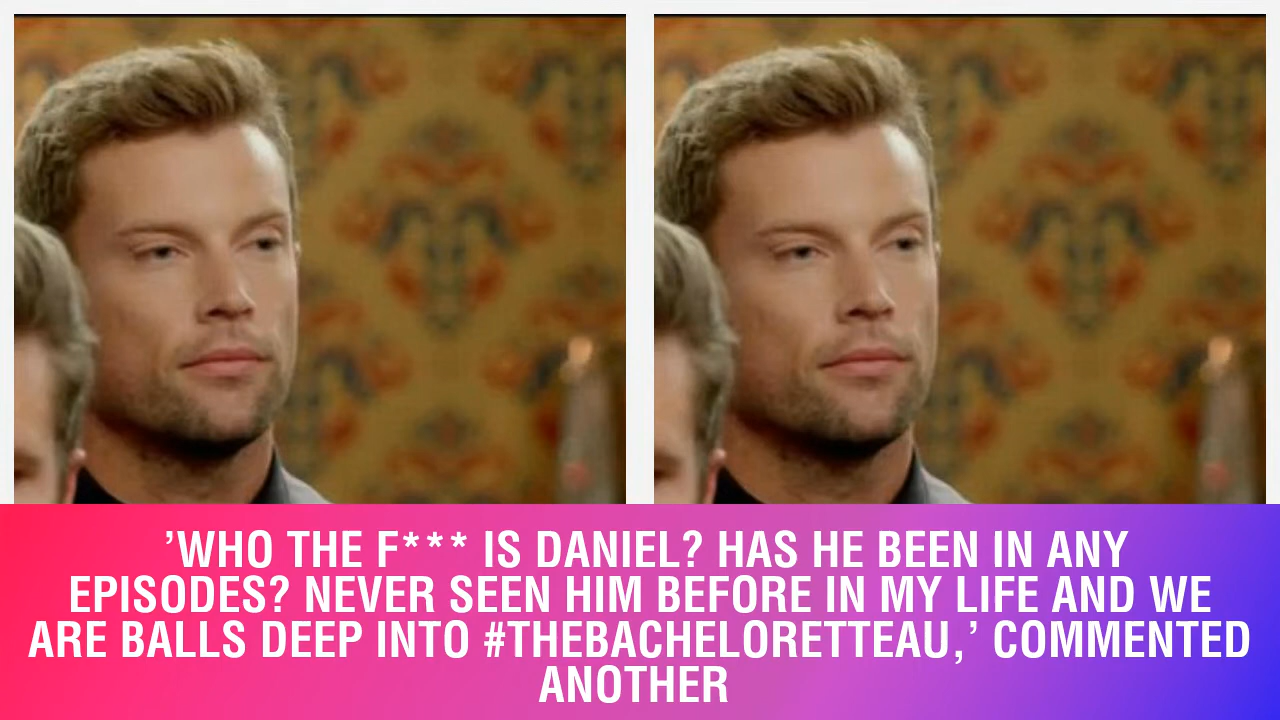 ’WHO THE F*** IS DANIEL? HAS HE BEEN IN ANY
EPISODES? NEVER SEEN HIM BEFORE IN MY LIFE AND WE
ARE BALLS DEEP INTO #THEBACHELORETTEAU,’ COMMENTED
ANOTHER